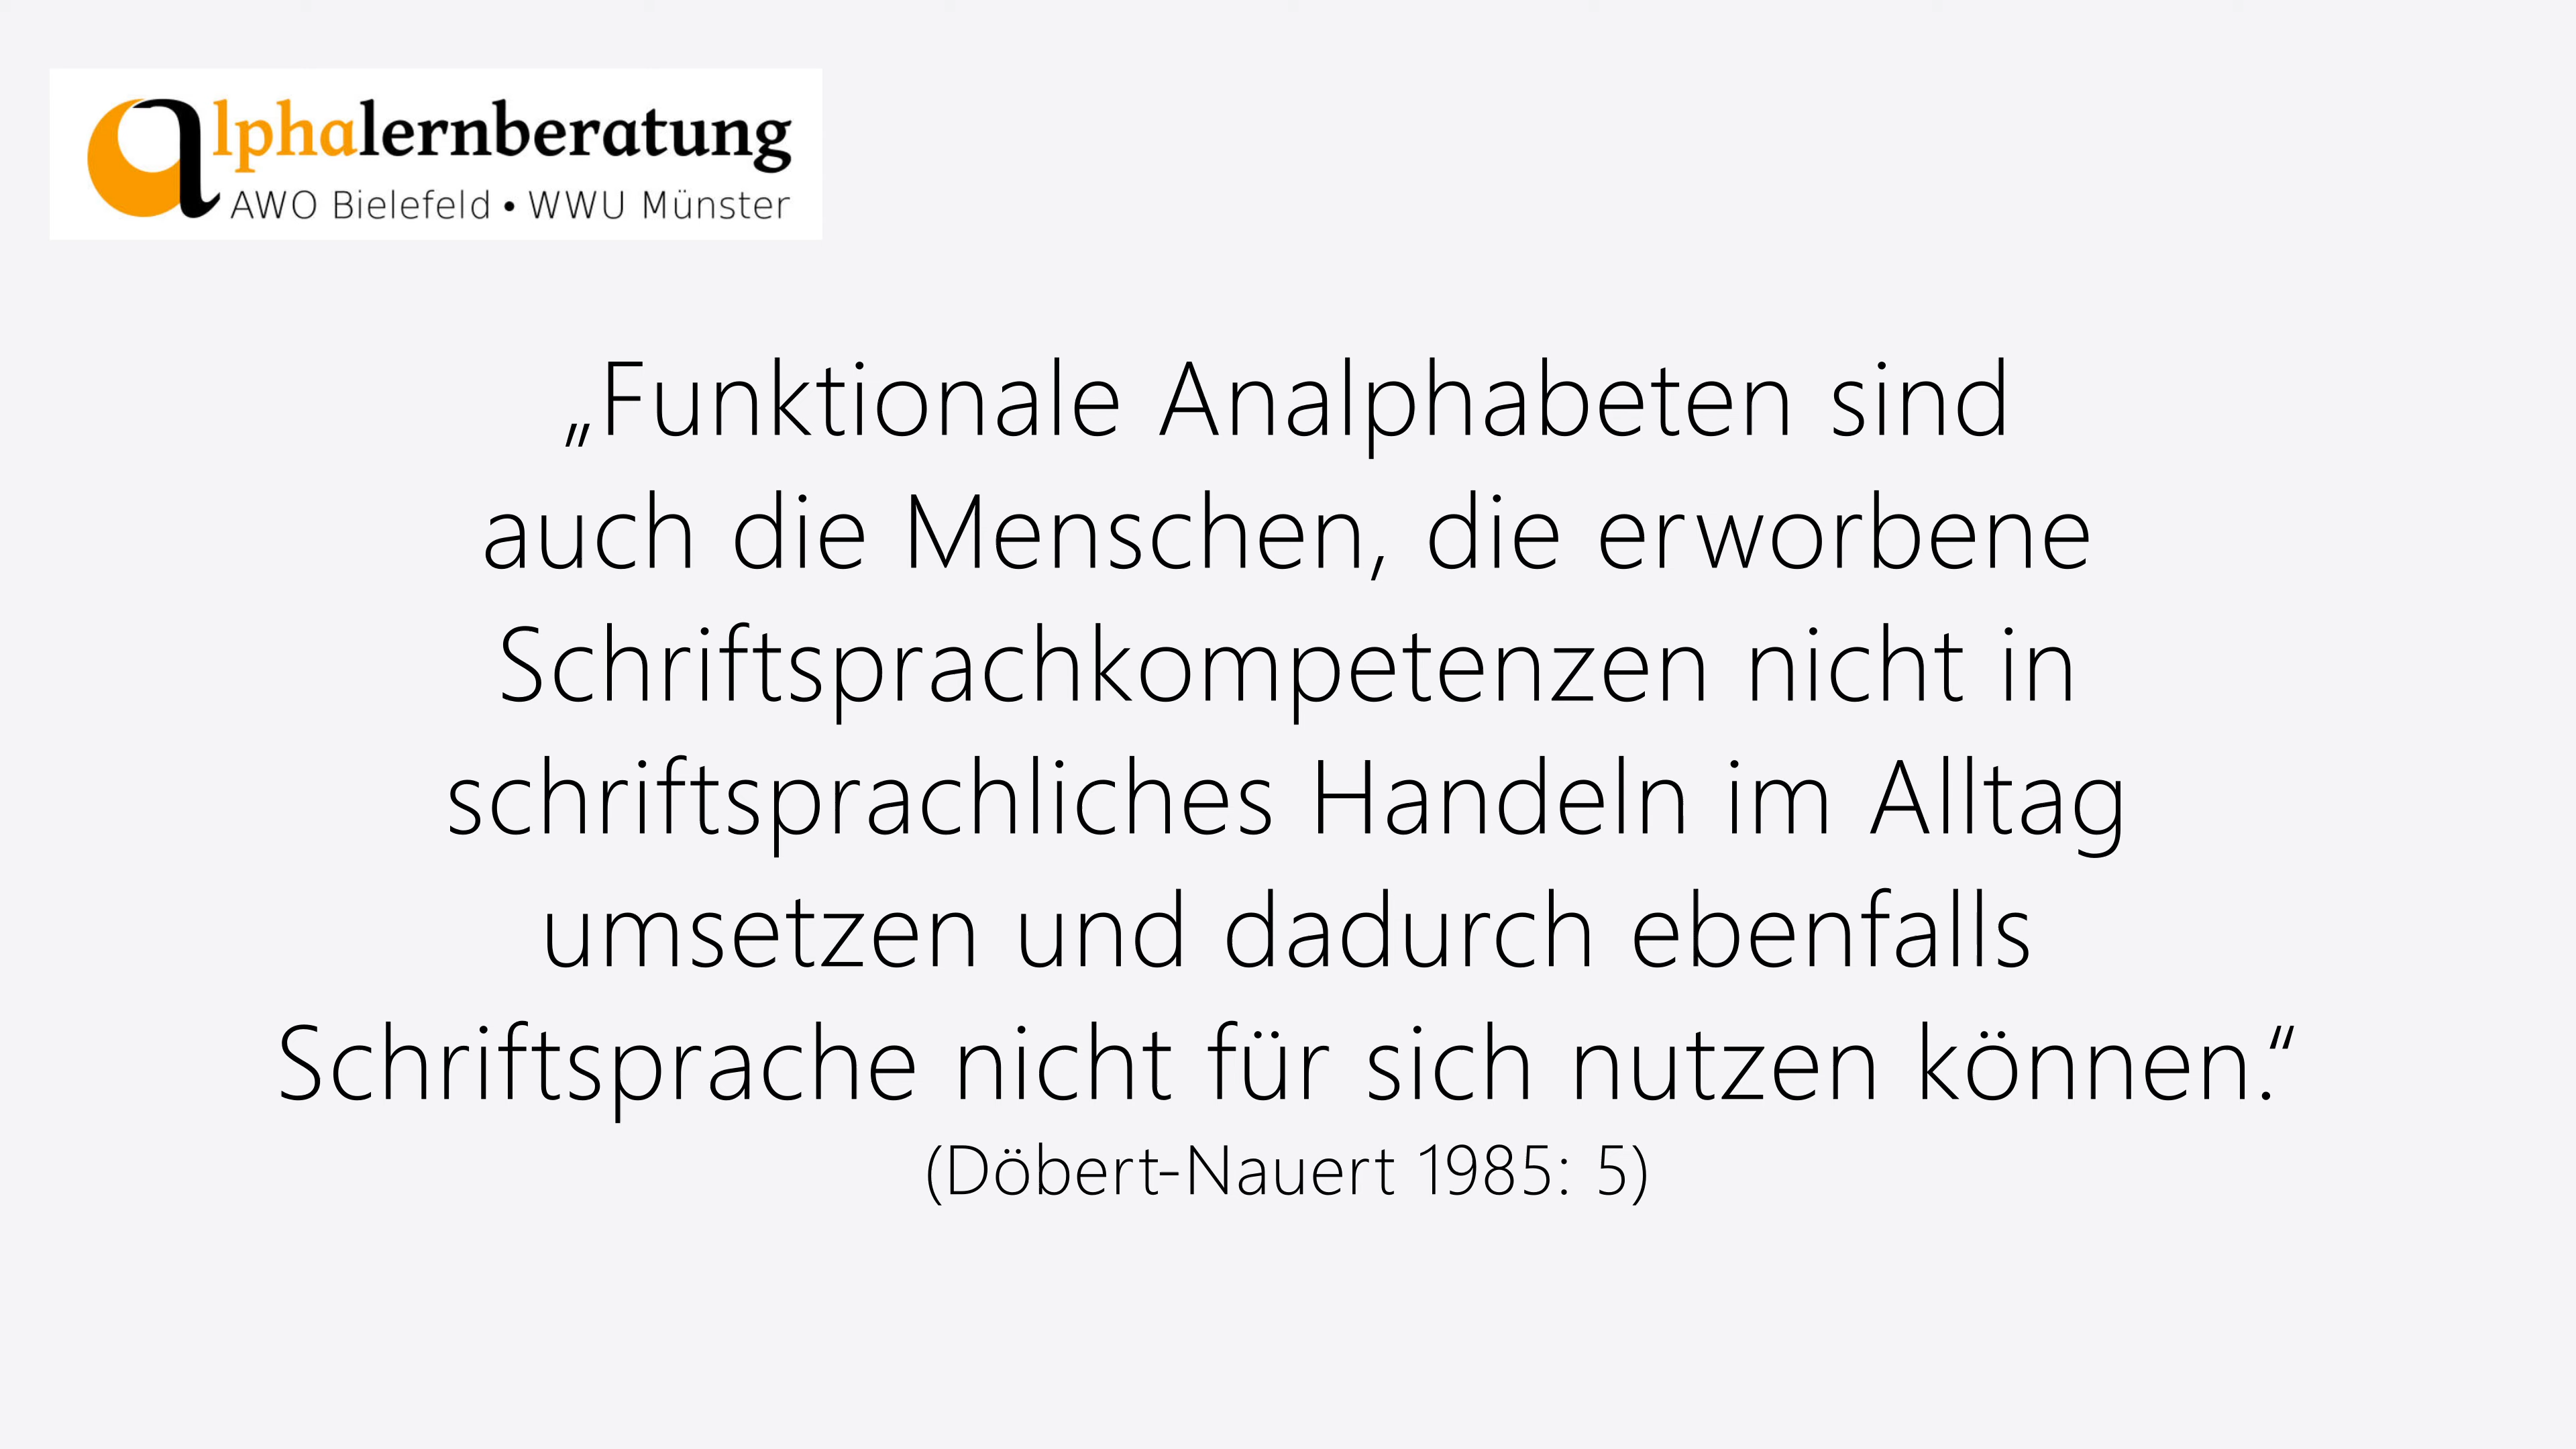 alphalernberatung
AWO Bielefeld • WWU Münster
„Funktionale Analphabeten sind
auch die Menschen, die erworbene
Schriftsprachkompetenzen nicht in
schriftsprachliches Handeln im Alltag
umsetzen und dadurch ebenfalls
Schriftsprache nicht für sich nutzen können.“
(Döbert-Nauert 1985: 5)